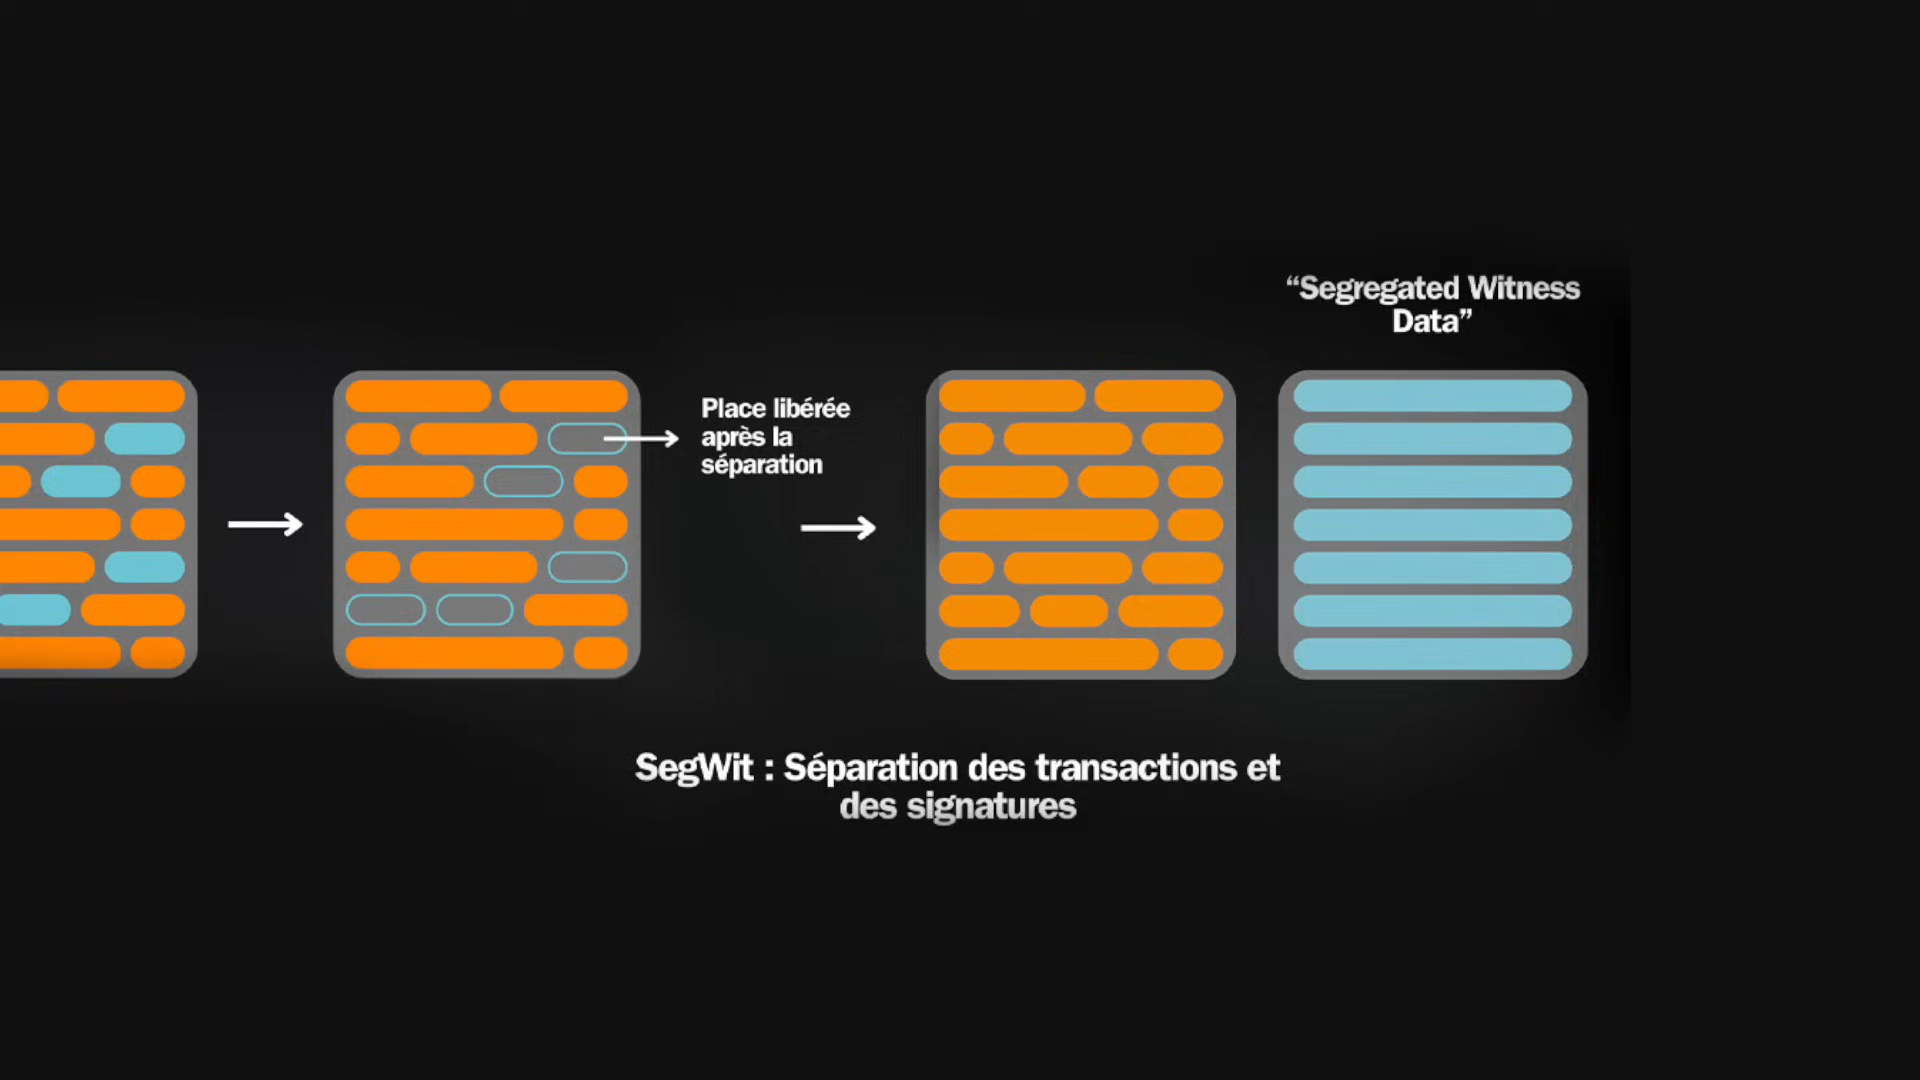 “Segregated Witness
Data”
Place libérée
après la
séparation
SegWit : Séparation des transactions et
des signatures